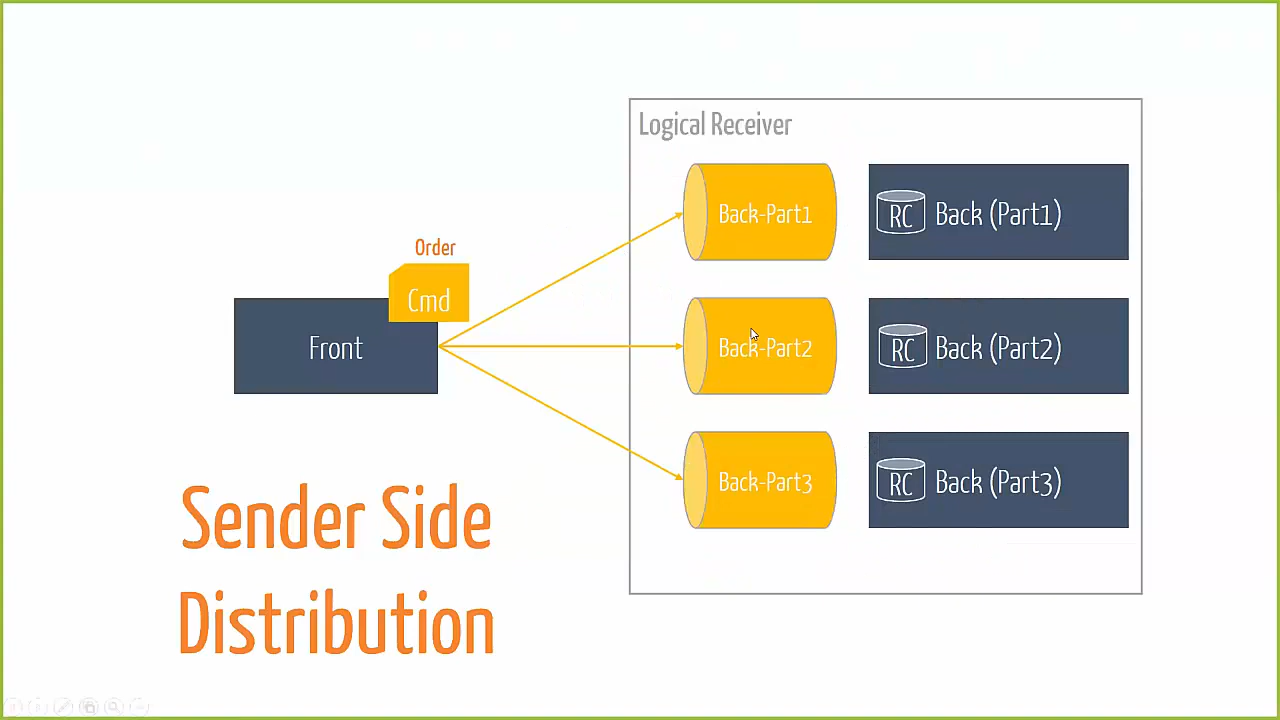 Logical Receiver
Back-Part1
RC
Back (Part1)
Order
Cmd
Front
Back-Part2
RC
Back (Part2)
Back-Part3
RC
Back (Part3)
Sender Side
Distribution